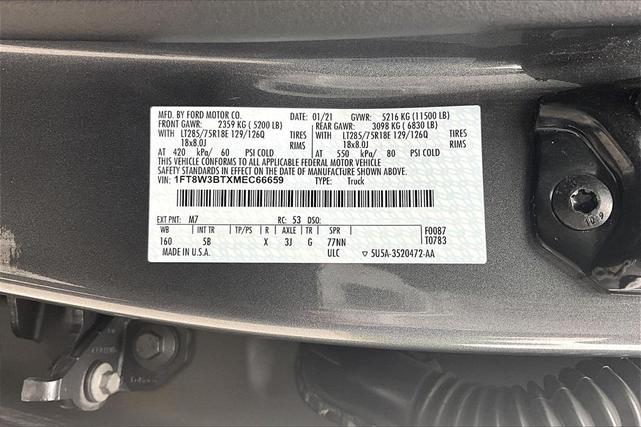 MFD. BY FORD MOTOR CO. 01/21 GVWR: 5216 KG (11500 LB)
FRONT GAWR: 2359 KG (5200 LB) REAR GAWR: 3098 KG (6830 LB)
WITH LT285/75R18E 129/126Q TIRES WITH LT285/75R18E 129/126Q TIRES
18x8.0J RIMS 18x8.0J RIMS
AT 420 kPa/ 60 PSI COLD AT 550 kPa/ 80 PSI COLD
THIS VEHICLE CONFORMS TO ALL APPLICABLE FEDERAL MOTOR VEHICLE
SAFETY STANDARDS IN EFFECT ON THE DATE OF MANUFACTURE SHOWN ABOVE.
VIN: 1FT8W3BTXMEC66659 TYPE: Truck
EXT PNT: M7 RC: 53 DSO: F0087
WB INT TR TP/PS R AXLE TR SPR T0783
160 5B X 3J G 77NN
MADE IN U.S.A. ULC 5U5A-3520472-AA
10.9